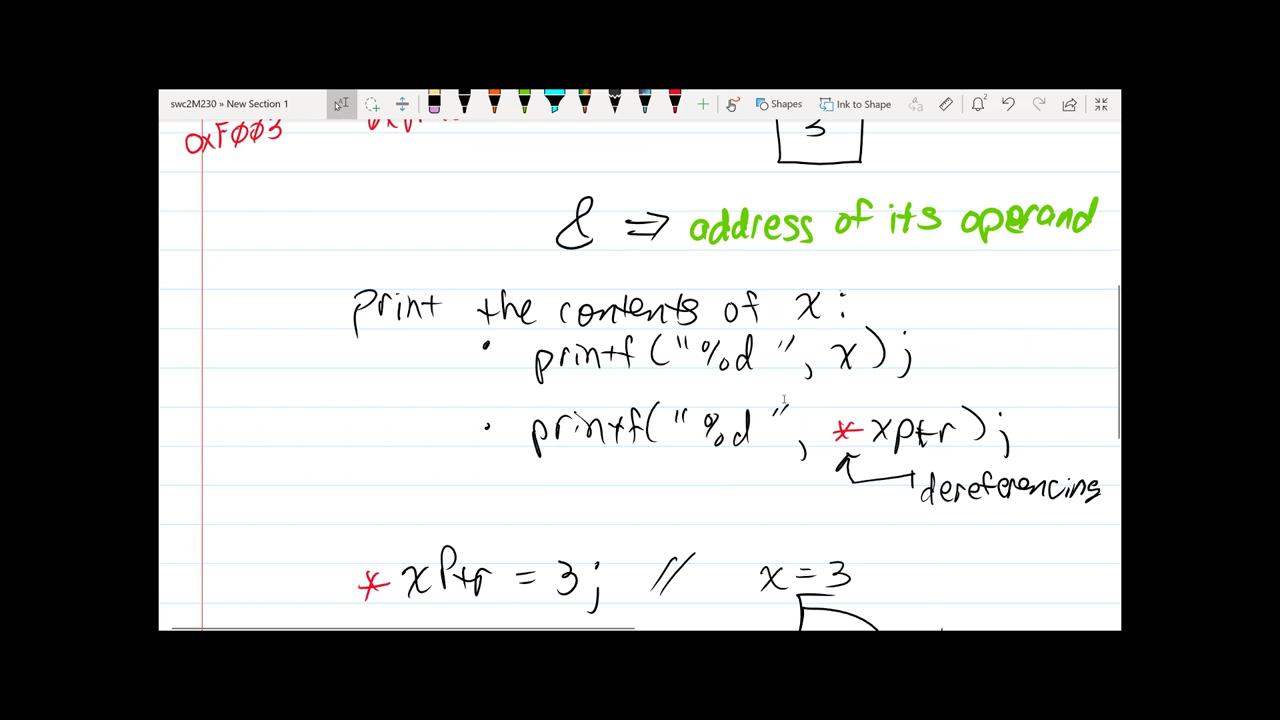 swc2M230 » New Section 1
Shapes
Ink to Shape
2
0xF003
3
& ⇒ address of its operand
print the contents of x:
• printf("%d", x);
• printf("%d", *xptr);
dereferencing
*xPtr = 3; // x = 3